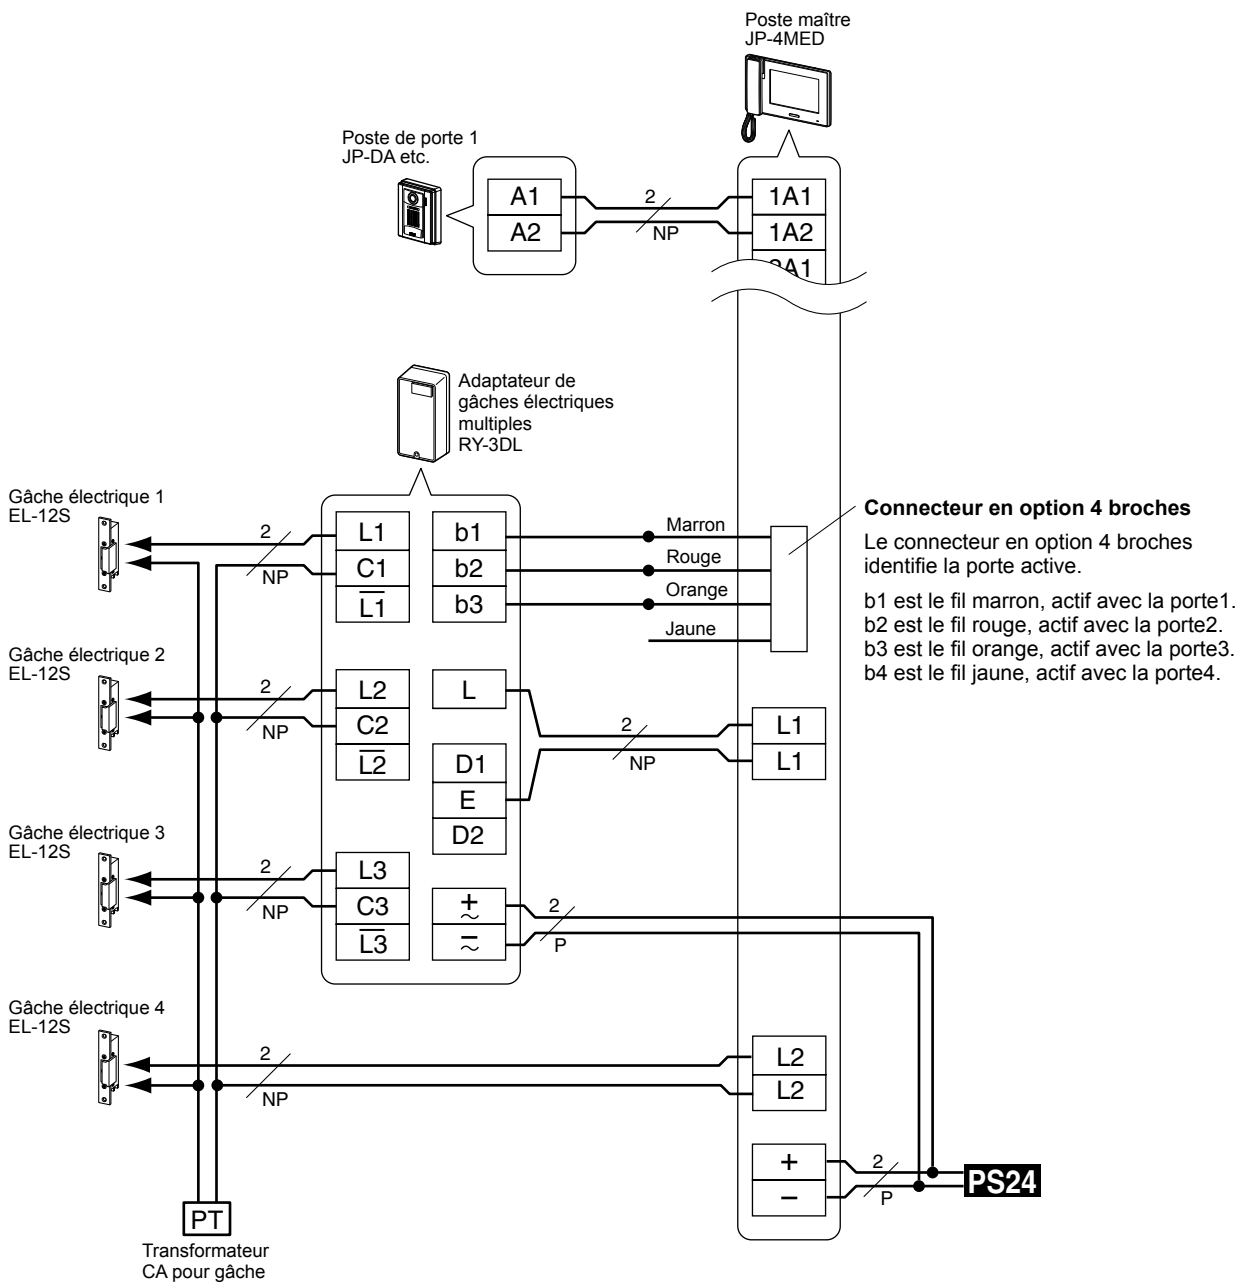 Poste maître
JP-4MED
Poste de porte 1
JP-DA etc.
A1
A2
2
NP
1A1
1A2
2A1
Adaptateur de
gâches électriques
multiples
RY-3DL
Gâche électrique 1
EL-12S
2
NP
L1
C1
L1
b1
b2
b3
Marron
Rouge
Orange
Jaune
Connecteur en option 4 broches
Le connecteur en option 4 broches
identifie la porte active.
b1 est le fil marron, actif avec la porte1.
b2 est le fil rouge, actif avec la porte2.
b3 est le fil orange, actif avec la porte3.
b4 est le fil jaune, actif avec la porte4.
Gâche électrique 2
EL-12S
2
NP
L2
C2
L2
L
D1
E
D2
2
NP
L1
L1
Gâche électrique 3
EL-12S
2
NP
L3
C3
L3
+
~
−
~
2
P
Gâche électrique 4
EL-12S
2
NP
L2
L2
+
−
2
P
PS24
PT
Transformateur
CA pour gâche